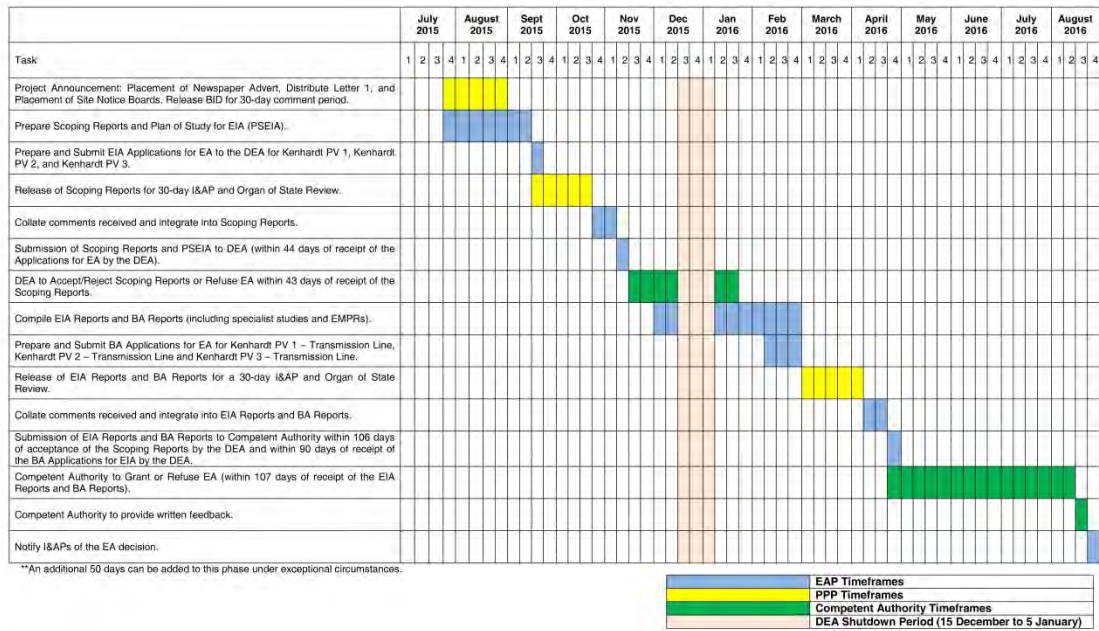 July 2015 August 2015 Sept 2015 Oct 2015 Nov 2015 Dec 2015 Jan 2016 Feb 2016 March 2016 April 2016 May 2016 June 2016 July 2016 August 2016
Task 1 2 3 4 1 2 3 4 1 2 3 4 1 2 3 4 1 2 3 4 1 2 3 4 1 2 3 4 1 2 3 4 1 2 3 4 1 2 3 4 1 2 3 4 1 2 3 4 1 2 3 4 1 2 3 4
Project Announcement: Placement of Newspaper Advert, Distribute Letter 1, and
Placement of Site Notice Boards. Release BID for 30-day comment period.
Prepare Scoping Reports and Plan of Study for EIA (PSEIA).
Prepare and Submit EIA Applications for EA to the DEA for Kenhardt PV 1, Kenhardt
PV 2, and Kenhardt PV 3.
Release of Scoping Reports for 30-day I&AP and Organ of State Review.
Collate comments received and integrate into Scoping Reports.
Submission of Scoping Reports and PSEIA to DEA (within 44 days of receipt of the
Applications for EA by the DEA).
DEA to Accept/Reject Scoping Reports or Refuse EA within 43 days of receipt of the
Scoping Reports.
Compile EIA Reports and BA Reports (including specialist studies and EMPRs).
Prepare and Submit BA Applications for EA for Kenhardt PV 1 – Transmission Line,
Kenhardt PV 2 – Transmission Line and Kenhardt PV 3 – Transmission Line.
Release of EIA Reports and BA Reports for a 30-day I&AP and Organ of State
Review.
Collate comments received and integrate into EIA Reports and BA Reports.
Submission of EIA Reports and BA Reports to Competent Authority within 106 days
of acceptance of the Scoping Reports by the DEA and within 90 days of receipt of
the BA Applications for EIA by the DEA.
Competent Authority to Grant or Refuse EA (within 107 days of receipt of the EIA
Reports and BA Reports).
Competent Authority to provide written feedback.
Notify I&APs of the EA decision.
**An additional 50 days can be added to this phase under exceptional circumstances.
EAP Timeframes
PPP Timeframes
Competent Authority Timeframes
DEA Shutdown Period (15 December to 5 January)